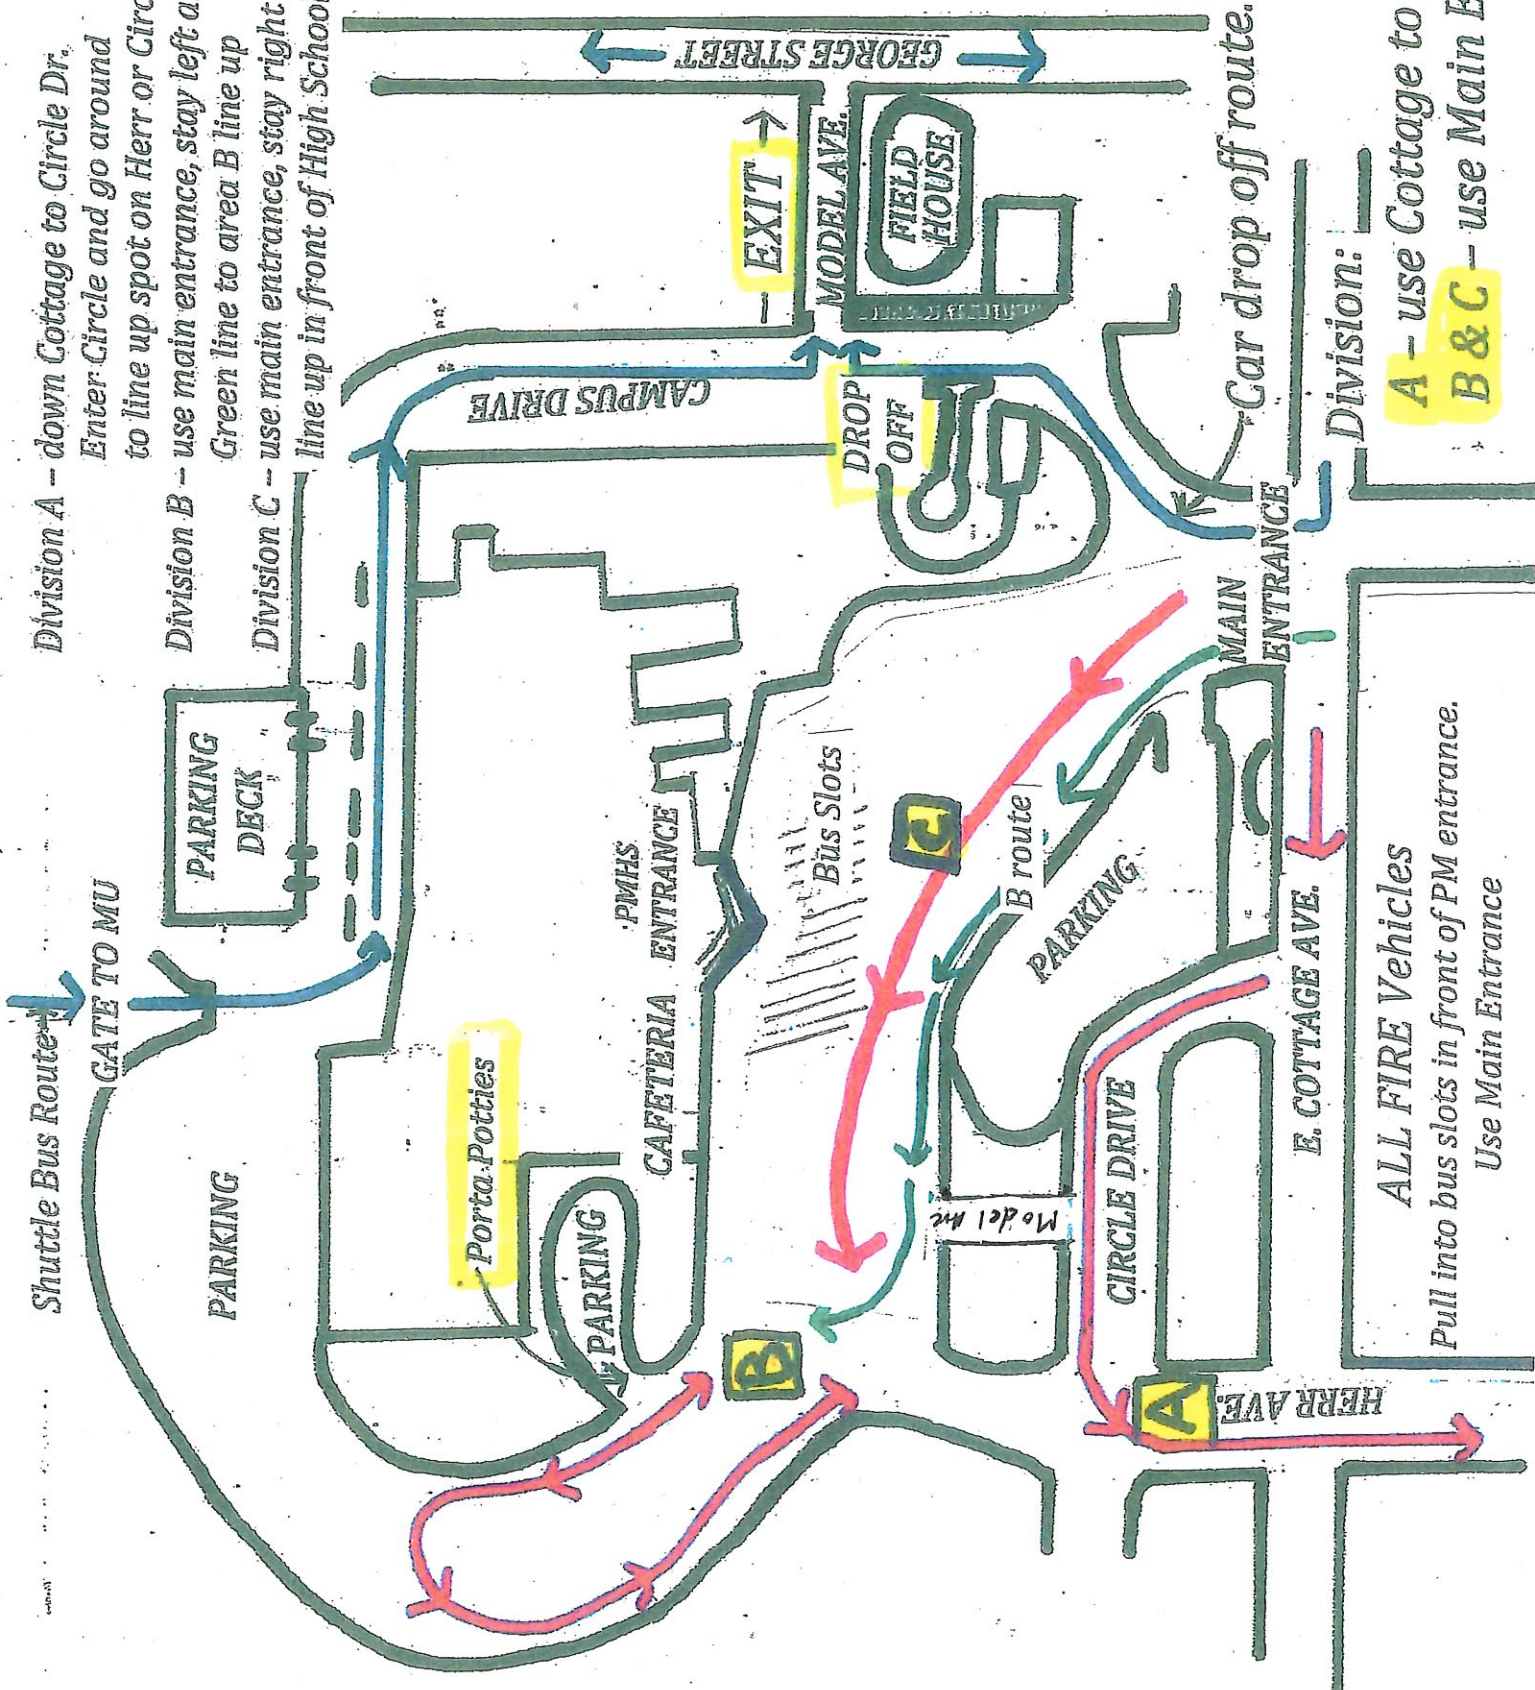 Division A – down Cottage to Circle Dr.
Enter Circle and go around
to line up spot on Herr or Circ
Division B – use main entrance, stay left a
Green line to area B line up
Division C – use main entrance, stay right
line up in front of High Schoo
Shuttle Bus Route
GATE TO MU
PARKING
DECK
PARKING
Porta Potties
PARKING
CAFETERIA
PMHS
ENTRANCE
Bus Slots
CAMPUS DRIVE
GEORGE STREET
EXIT
MODEL AVE.
FIELD
HOUSE
DROP
OFF
Car drop off route.
C
B route
PARKING
B
Model Ave
CIRCLE DRIVE
A
HERR AVE.
E. COTTAGE AVE.
MAIN
ENTRANCE
Division:
A – use Cottage to
B & C – use Main E
ALL FIRE Vehicles
Pull into bus slots in front of PM entrance.
Use Main Entrance